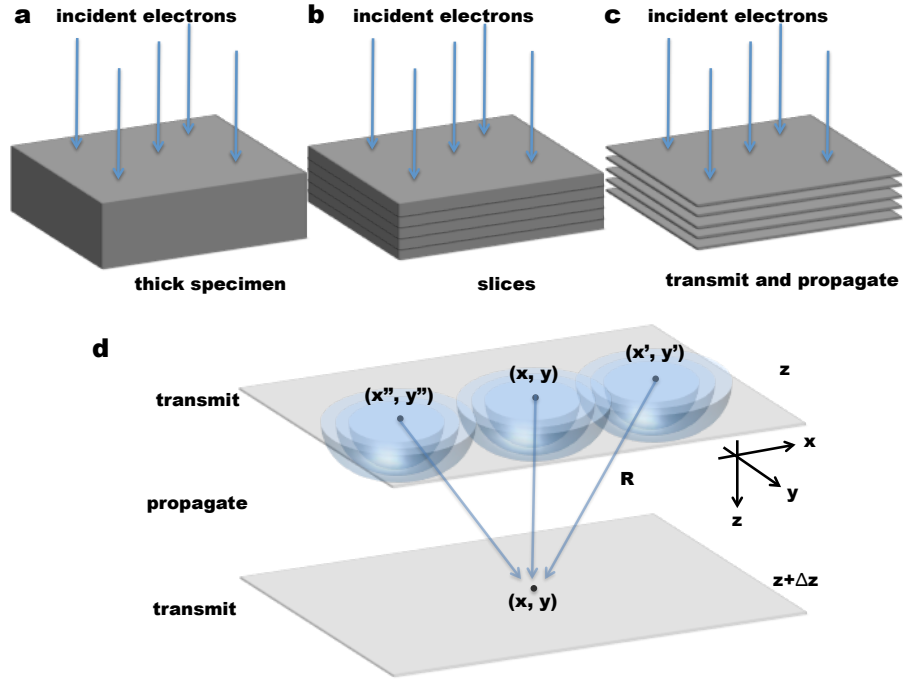 a incident electrons
b incident electrons
c incident electrons
thick specimen
slices
transmit and propagate
d
(x', y')
z
(x, y)
(x'', y'')
transmit
x
R
y
propagate
z
z+Δz
(x, y)
transmit